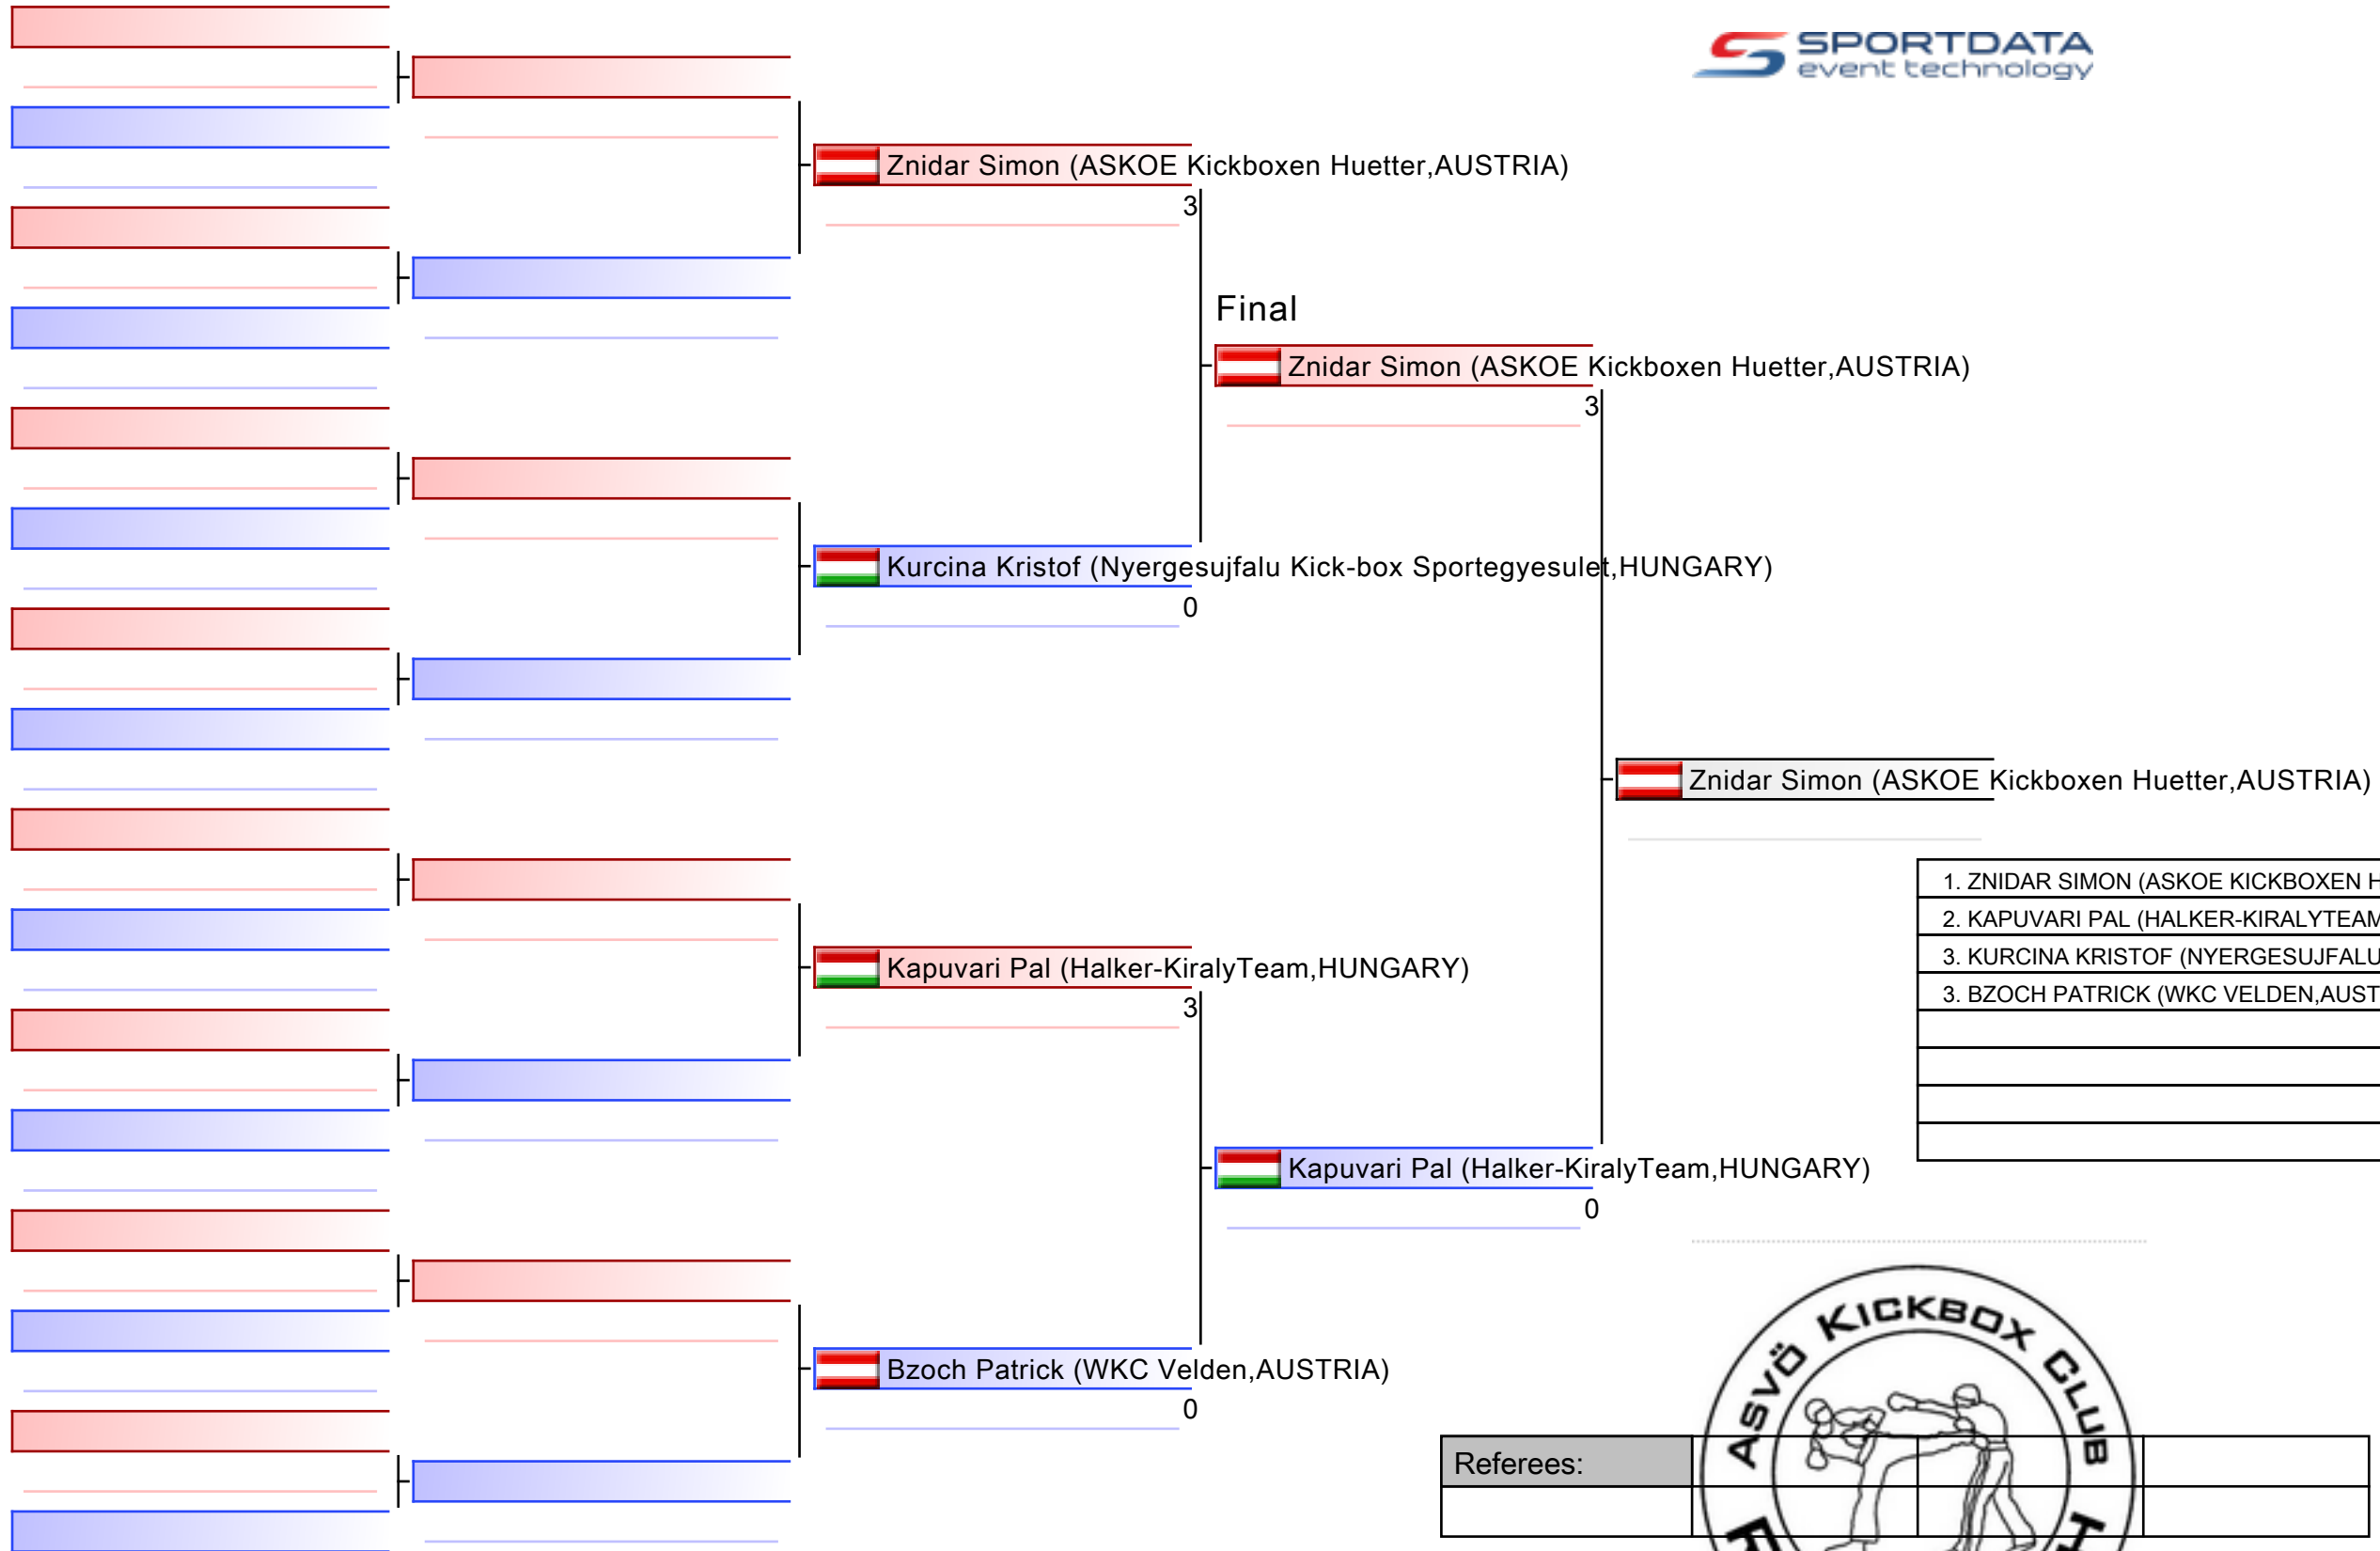 SPORTDATA
event technology
Znidar Simon (ASKOE Kickboxen Huetter,AUSTRIA)
3
Final
Znidar Simon (ASKOE Kickboxen Huetter,AUSTRIA)
3
Kurcina Kristof (Nyergesujfalu Kick-box Sportegyesulet,HUNGARY)
0
Znidar Simon (ASKOE Kickboxen Huetter,AUSTRIA)
1. ZNIDAR SIMON (ASKOE KICKBOXEN H
2. KAPUVARI PAL (HALKER-KIRALYTEAM
3. KURCINA KRISTOF (NYERGESUJFALU
3. BZOCH PATRICK (WKC VELDEN,AUST
Kapuvari Pal (Halker-KiralyTeam,HUNGARY)
3
Kapuvari Pal (Halker-KiralyTeam,HUNGARY)
0
Bzoch Patrick (WKC Velden,AUSTRIA)
0
ASVÖ KICKBOX CLUB
Referees: